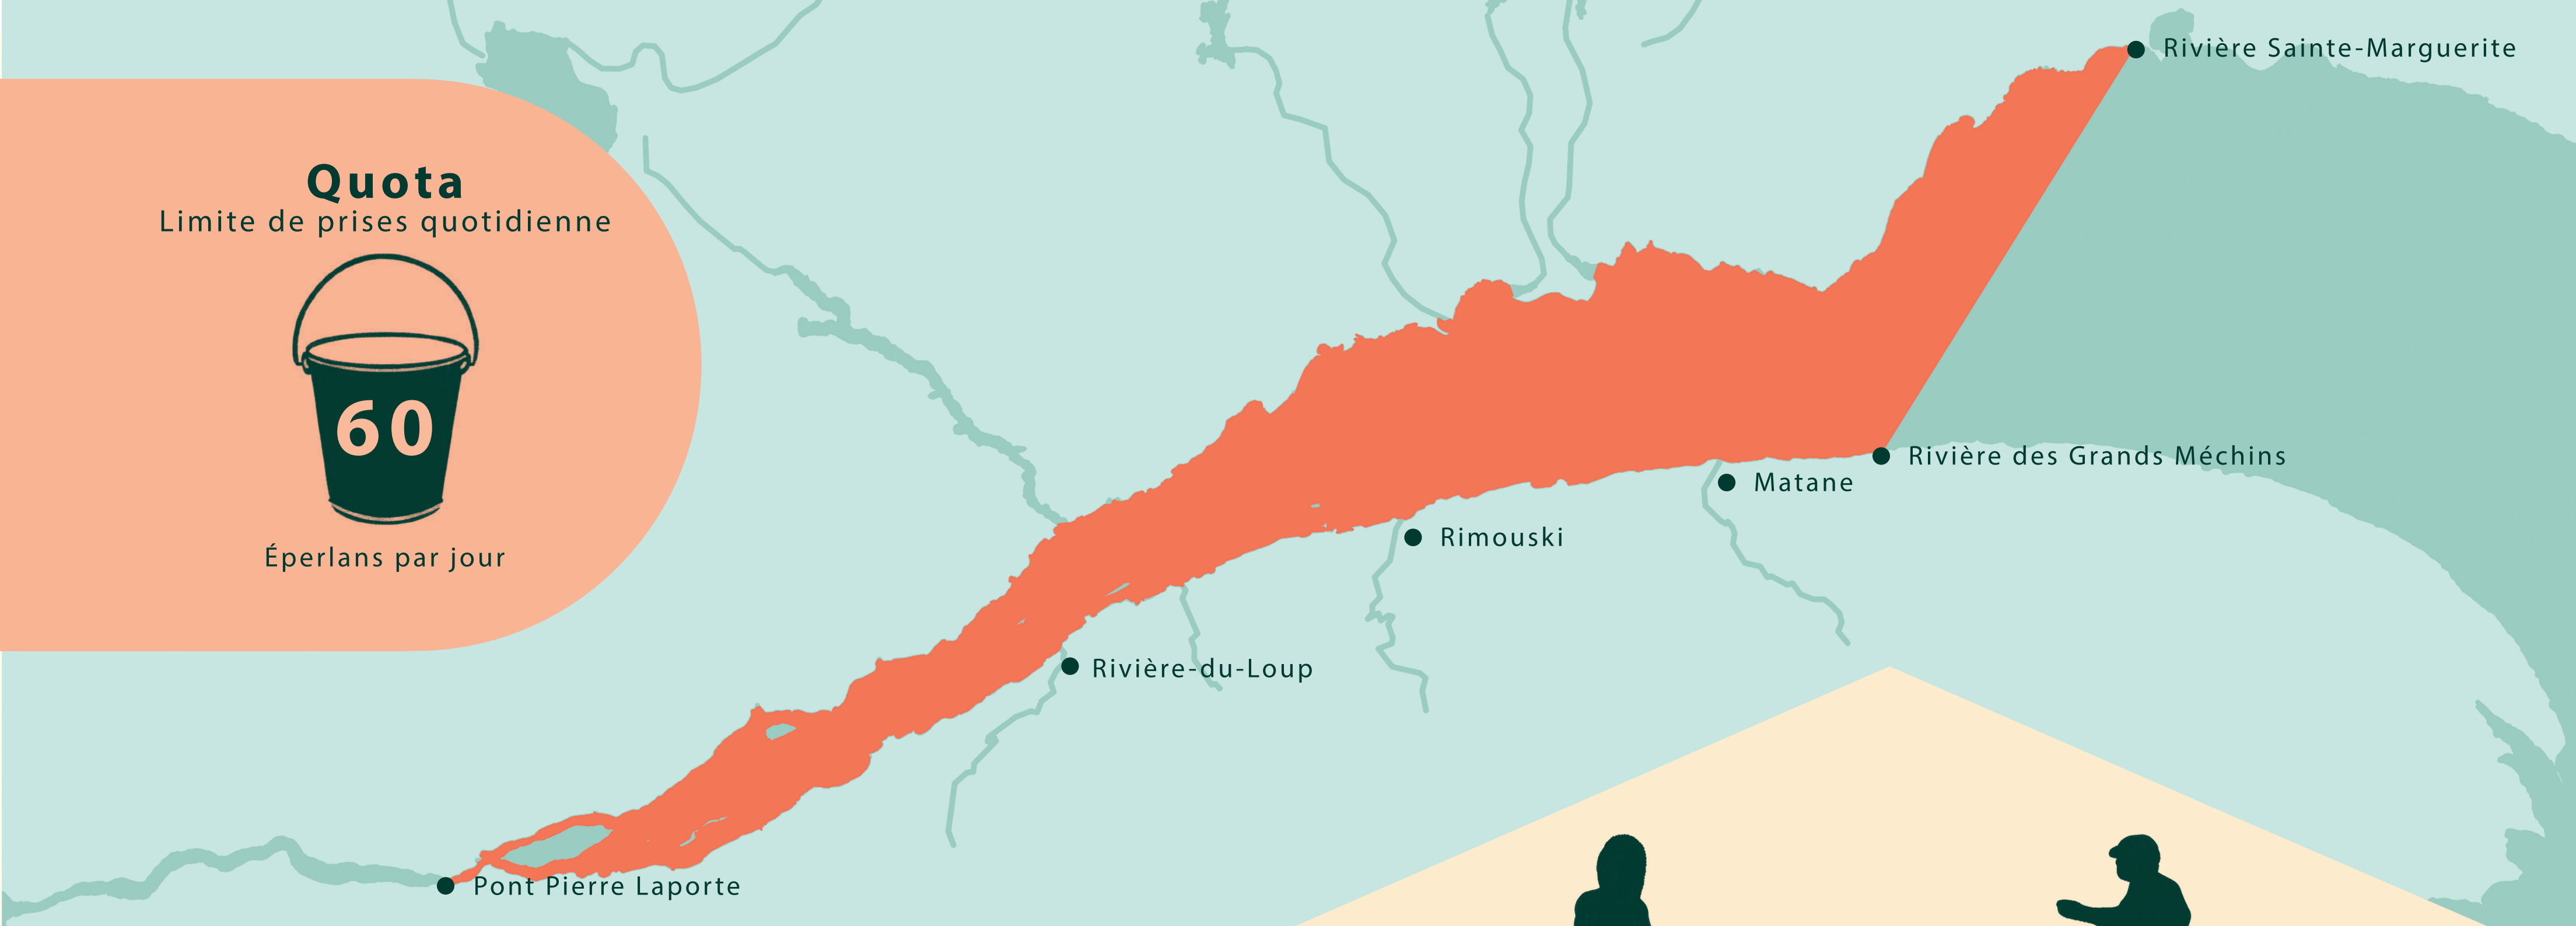 Quota
Limite de prises quotidienne
60
Éperlans par jour
Rivière Sainte-Marguerite
Rivière des Grands Méchins
Matane
Rimouski
Rivière-du-Loup
Pont Pierre Laporte